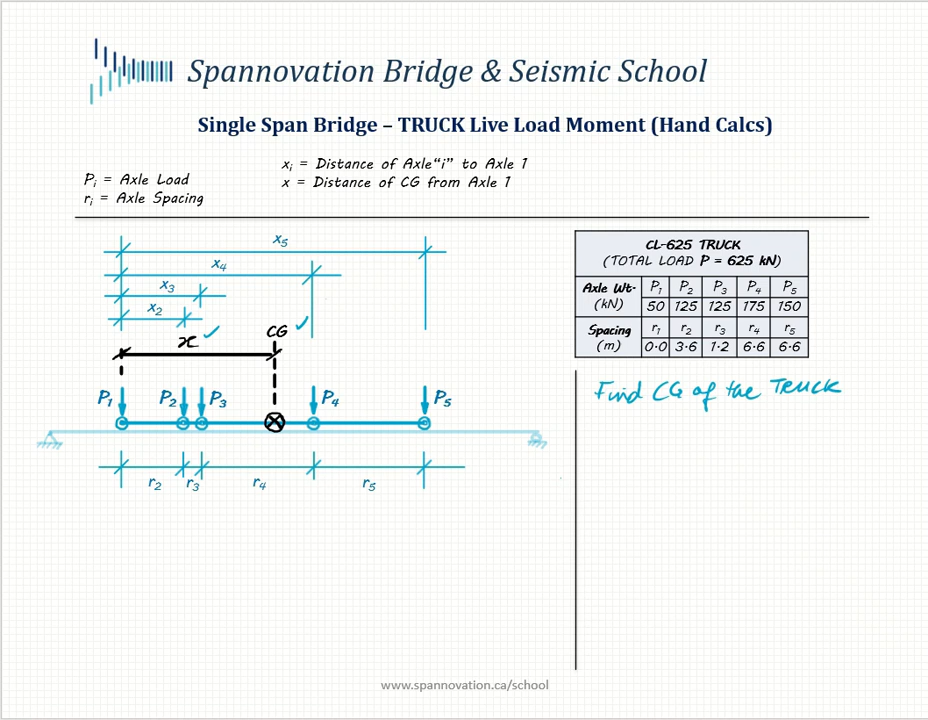 Spannovation Bridge & Seismic School
Single Span Bridge – TRUCK Live Load Moment (Hand Calcs)
xᵢ = Distance of Axle“i” to Axle 1
Pᵢ = Axle Load
x = Distance of CG from Axle 1
rᵢ = Axle Spacing
x₅
x₄
x₃
x₂
x
CG
P₁ P₂ P₃ P₄ P₅
r₂ r₃ r₄ r₅
CL-625 TRUCK
(TOTAL LOAD P = 625 kN)
Axle Wt. P₁ P₂ P₃ P₄ P₅
(kN) 50 125 125 175 150
Spacing r₁ r₂ r₃ r₄ r₅
(m) 0.0 3.6 1.2 6.6 6.6
Find CG of the Truck
www.spannovation.ca/school